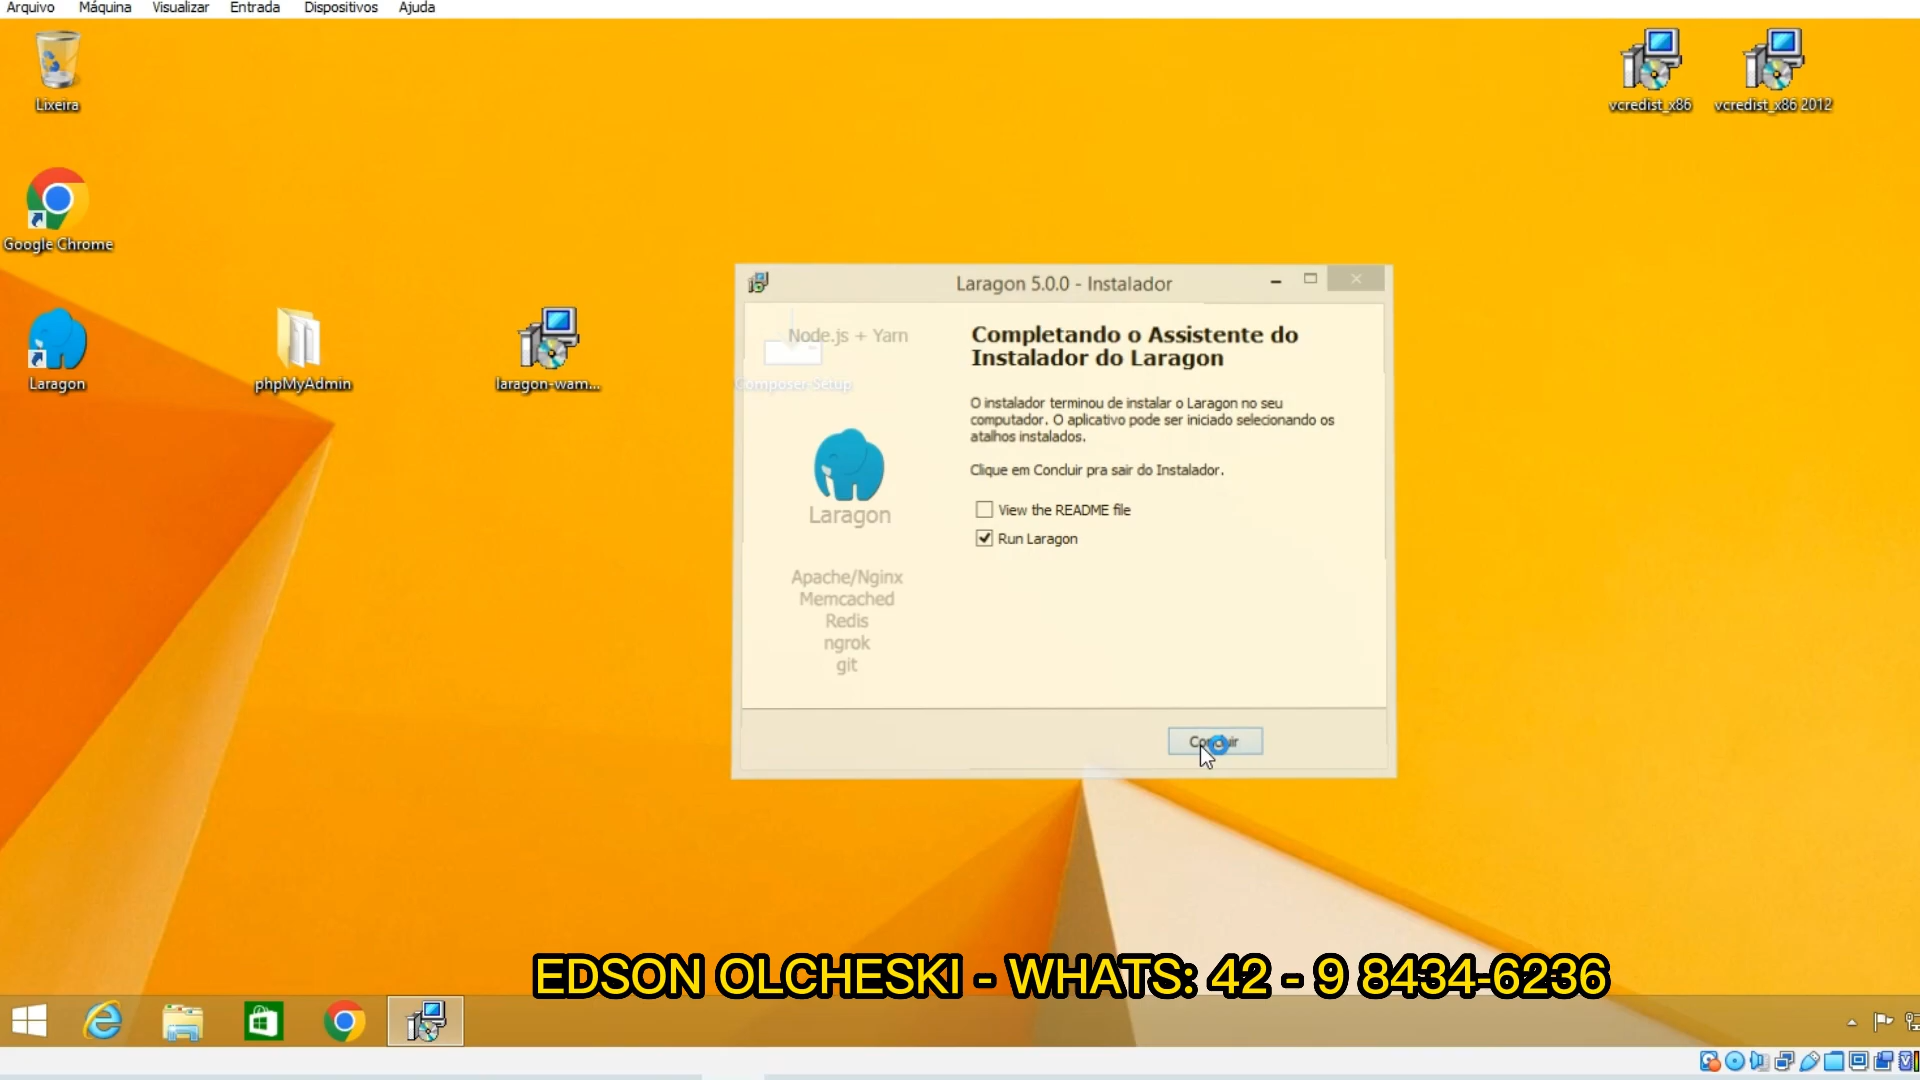 Arquivo Máquina Visualizar Entrada Dispositivos Ajuda
Lixeira
vcredist_x86
vcredist_x86 2012
Google Chrome
Laragon
phpMyAdmin
laragon-wam...
Composer-Setup
Laragon 5.0.0 - Instalador
Node.js + Yarn
Laragon
Apache/Nginx
Memcached
Redis
ngrok
git
Completando o Assistente do
Instalador do Laragon
O instalador terminou de instalar o Laragon no seu
computador. O aplicativo pode ser iniciado selecionando os
atalhos instalados.
Clique em Concluir pra sair do Instalador.
View the README file
Run Laragon
Concluir
EDSON OLCHESKI - WHATS: 42 - 9 8434-6236